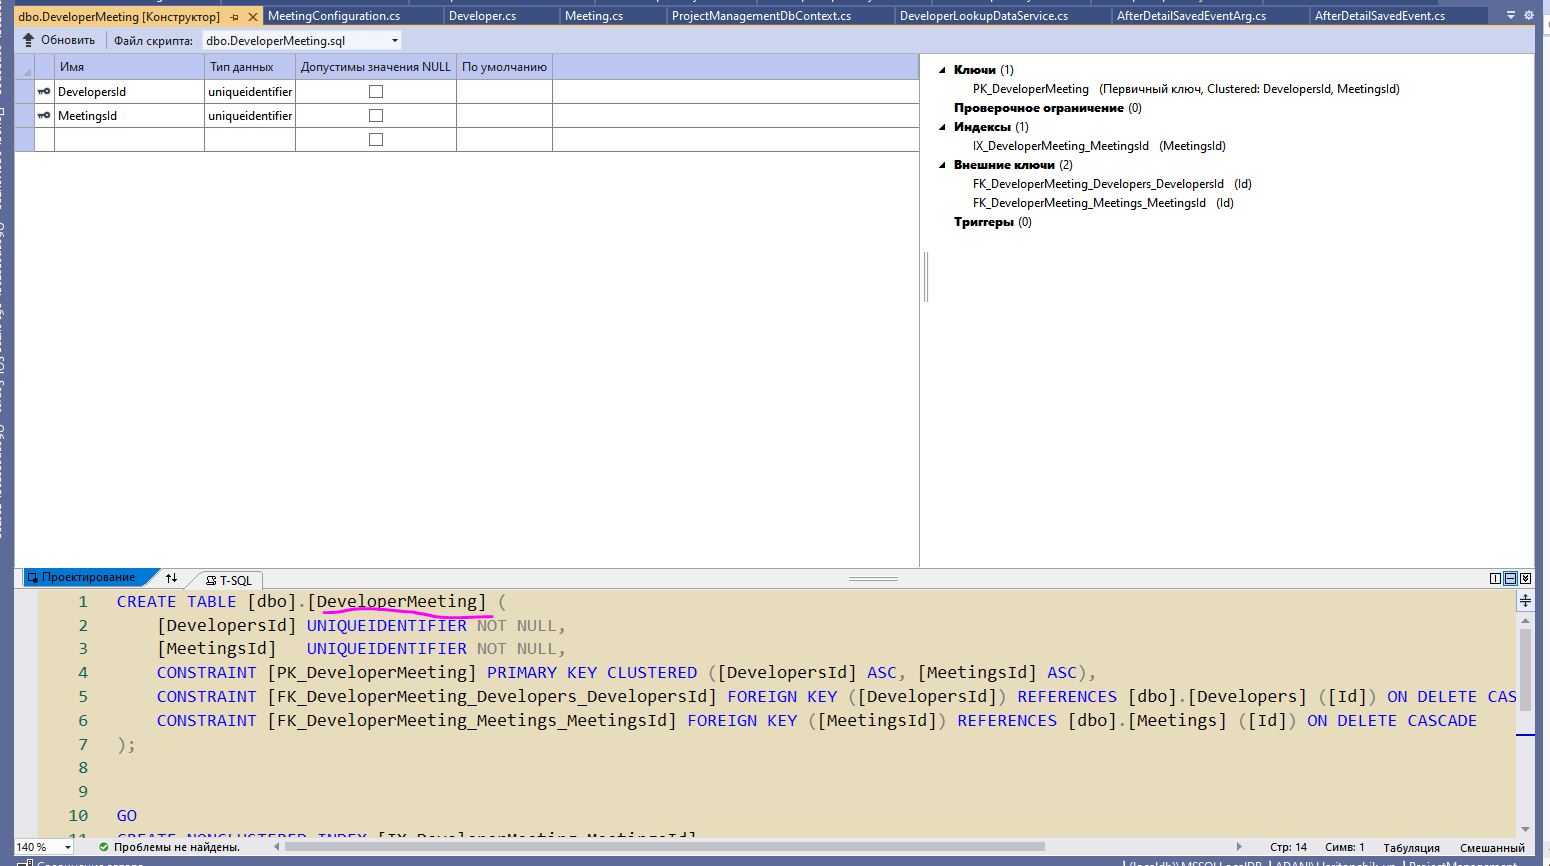 dbo.DeveloperMeeting [Конструктор]
MeetingConfiguration.cs
Developer.cs
Meeting.cs
ProjectManagementDbContext.cs
DeveloperLookupDataService.cs
AfterDetailSavedEventArg.cs
AfterDetailSavedEvent.cs
Обновить
Файл скрипта:
dbo.DeveloperMeeting.sql
Имя
Тип данных
Допустимы значения NULL
По умолчанию
DevelopersId
uniqueidentifier
MeetingsId
uniqueidentifier
Ключи (1)
PK_DeveloperMeeting (Первичный ключ, Clustered: DevelopersId, MeetingsId)
Проверочное ограничение (0)
Индексы (1)
IX_DeveloperMeeting_MeetingsId (MeetingsId)
Внешние ключи (2)
FK_DeveloperMeeting_Developers_DevelopersId (Id)
FK_DeveloperMeeting_Meetings_MeetingsId (Id)
Триггеры (0)
Проектирование
T-SQL
1 CREATE TABLE [dbo].[DeveloperMeeting] (
2 [DevelopersId] UNIQUEIDENTIFIER NOT NULL,
3 [MeetingsId] UNIQUEIDENTIFIER NOT NULL,
4 CONSTRAINT [PK_DeveloperMeeting] PRIMARY KEY CLUSTERED ([DevelopersId] ASC, [MeetingsId] ASC),
5 CONSTRAINT [FK_DeveloperMeeting_Developers_DevelopersId] FOREIGN KEY ([DevelopersId]) REFERENCES [dbo].[Developers] ([Id]) ON DELETE CAS
6 CONSTRAINT [FK_DeveloperMeeting_Meetings_MeetingsId] FOREIGN KEY ([MeetingsId]) REFERENCES [dbo].[Meetings] ([Id]) ON DELETE CASCADE
7 );
8
9
10 GO
11 CREATE NONCLUSTERED INDEX [IX_DeveloperMeeting_MeetingsId]
140 %
Проблемы не найдены.
Стр: 14
Симв: 1
Табуляция
Смешанный